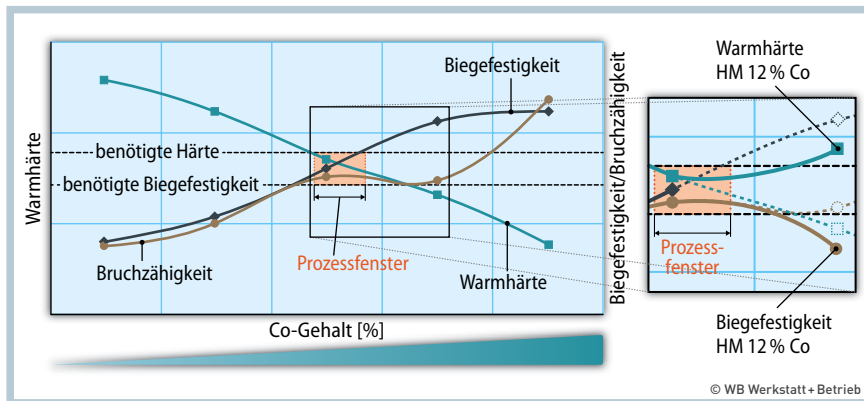 Warmhärte
benötigte Härte
benötigte Biegefestigkeit
Biegefestigkeit
Bruchzähigkeit
Prozessfenster
Warmhärte
Biegefestigkeit/Bruchzähigkeit
Co-Gehalt [%]
Warmhärte
HM 12 % Co
Prozess-
fenster
Biegefestigkeit
HM 12 % Co
© WB Werkstatt+Betrieb